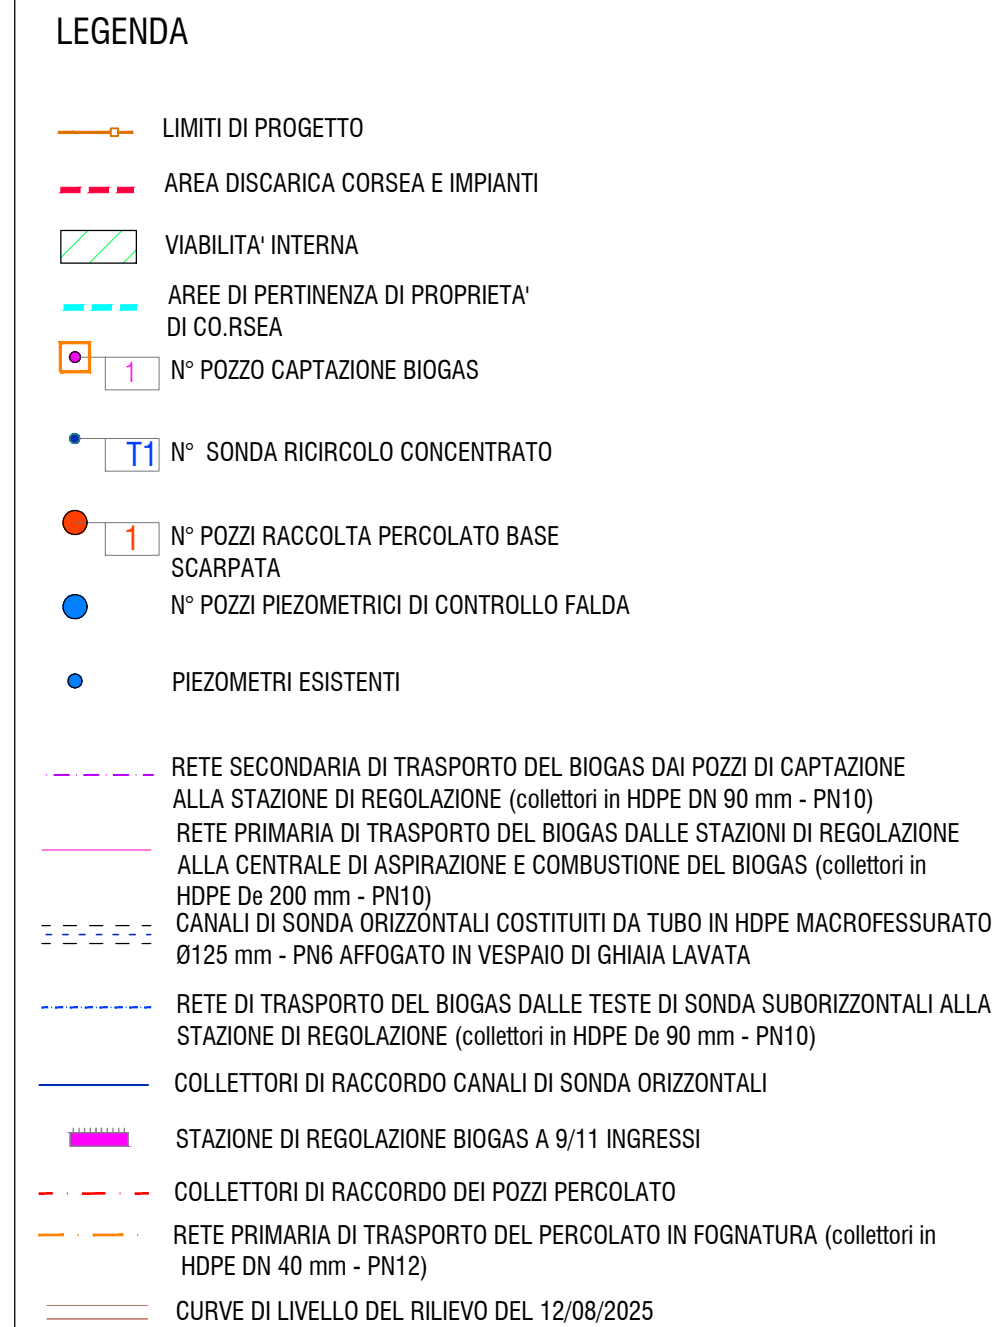 LEGENDA
LIMITI DI PROGETTO
AREA DISCARICA CORSEA E IMPIANTI
VIABILITA' INTERNA
AREE DI PERTINENZA DI PROPRIETA'
DI CO.RSEA
1 N° POZZO CAPTAZIONE BIOGAS
T1 N° SONDA RICIRCOLO CONCENTRATO
1 N° POZZI RACCOLTA PERCOLATO BASE
SCARPATA
N° POZZI PIEZOMETRICI DI CONTROLLO FALDA
PIEZOMETRI ESISTENTI
RETE SECONDARIA DI TRASPORTO DEL BIOGAS DAI POZZI DI CAPTAZIONE
ALLA STAZIONE DI REGOLAZIONE (collettori in HDPE DN 90 mm - PN10)
RETE PRIMARIA DI TRASPORTO DEL BIOGAS DALLE STAZIONI DI REGOLAZIONE
ALLA CENTRALE DI ASPIRAZIONE E COMBUSTIONE DEL BIOGAS (collettori in
HDPE De 200 mm - PN10)
CANALI DI SONDA ORIZZONTALI COSTITUITI DA TUBO IN HDPE MACROFESSURATO
Ø125 mm - PN6 AFFOGATO IN VESPAIO DI GHIAIA LAVATA
RETE DI TRASPORTO DEL BIOGAS DALLE TESTE DI SONDA SUBORIZZONTALI ALLA
STAZIONE DI REGOLAZIONE (collettori in HDPE De 90 mm - PN10)
COLLETTORI DI RACCORDO CANALI DI SONDA ORIZZONTALI
STAZIONE DI REGOLAZIONE BIOGAS A 9/11 INGRESSI
COLLETTORI DI RACCORDO DEI POZZI PERCOLATO
RETE PRIMARIA DI TRASPORTO DEL PERCOLATO IN FOGNATURA (collettori in
HDPE DN 40 mm - PN12)
CURVE DI LIVELLO DEL RILIEVO DEL 12/08/2025